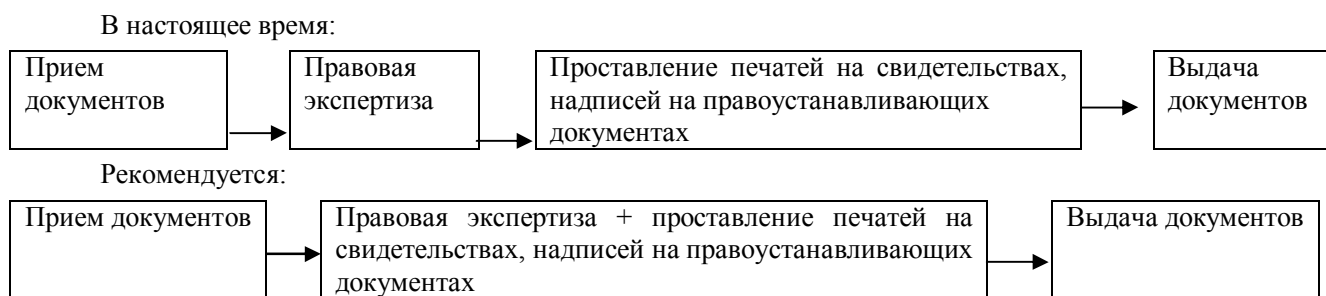 В настоящее время:
Прием
документов
Правовая
экспертиза
Проставление печатей на свидетельствах,
надписей на правоустанавливающих
документах
Выдача
документов
Рекомендуется:
Прием документов
Правовая экспертиза + проставление печатей на
свидетельствах, надписей на правоустанавливающих
документах
Выдача документов